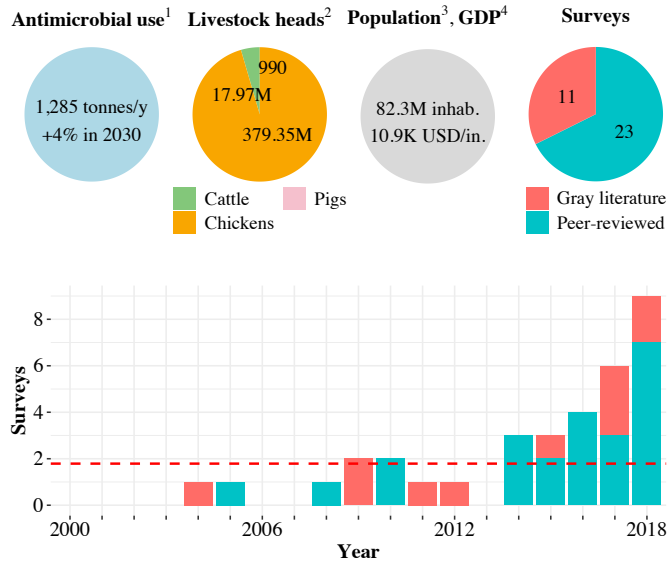 Antimicrobial use¹ Livestock heads² Population³, GDP⁴ Surveys
1,285 tonnes/y
+4% in 2030
990
17.97M
379.35M
82.3M inhab.
10.9K USD/in.
11
23
Cattle Pigs
Chickens
Gray literature
Peer-reviewed
Surveys
8
6
4
2
0
2000 2006 2012 2018
Year